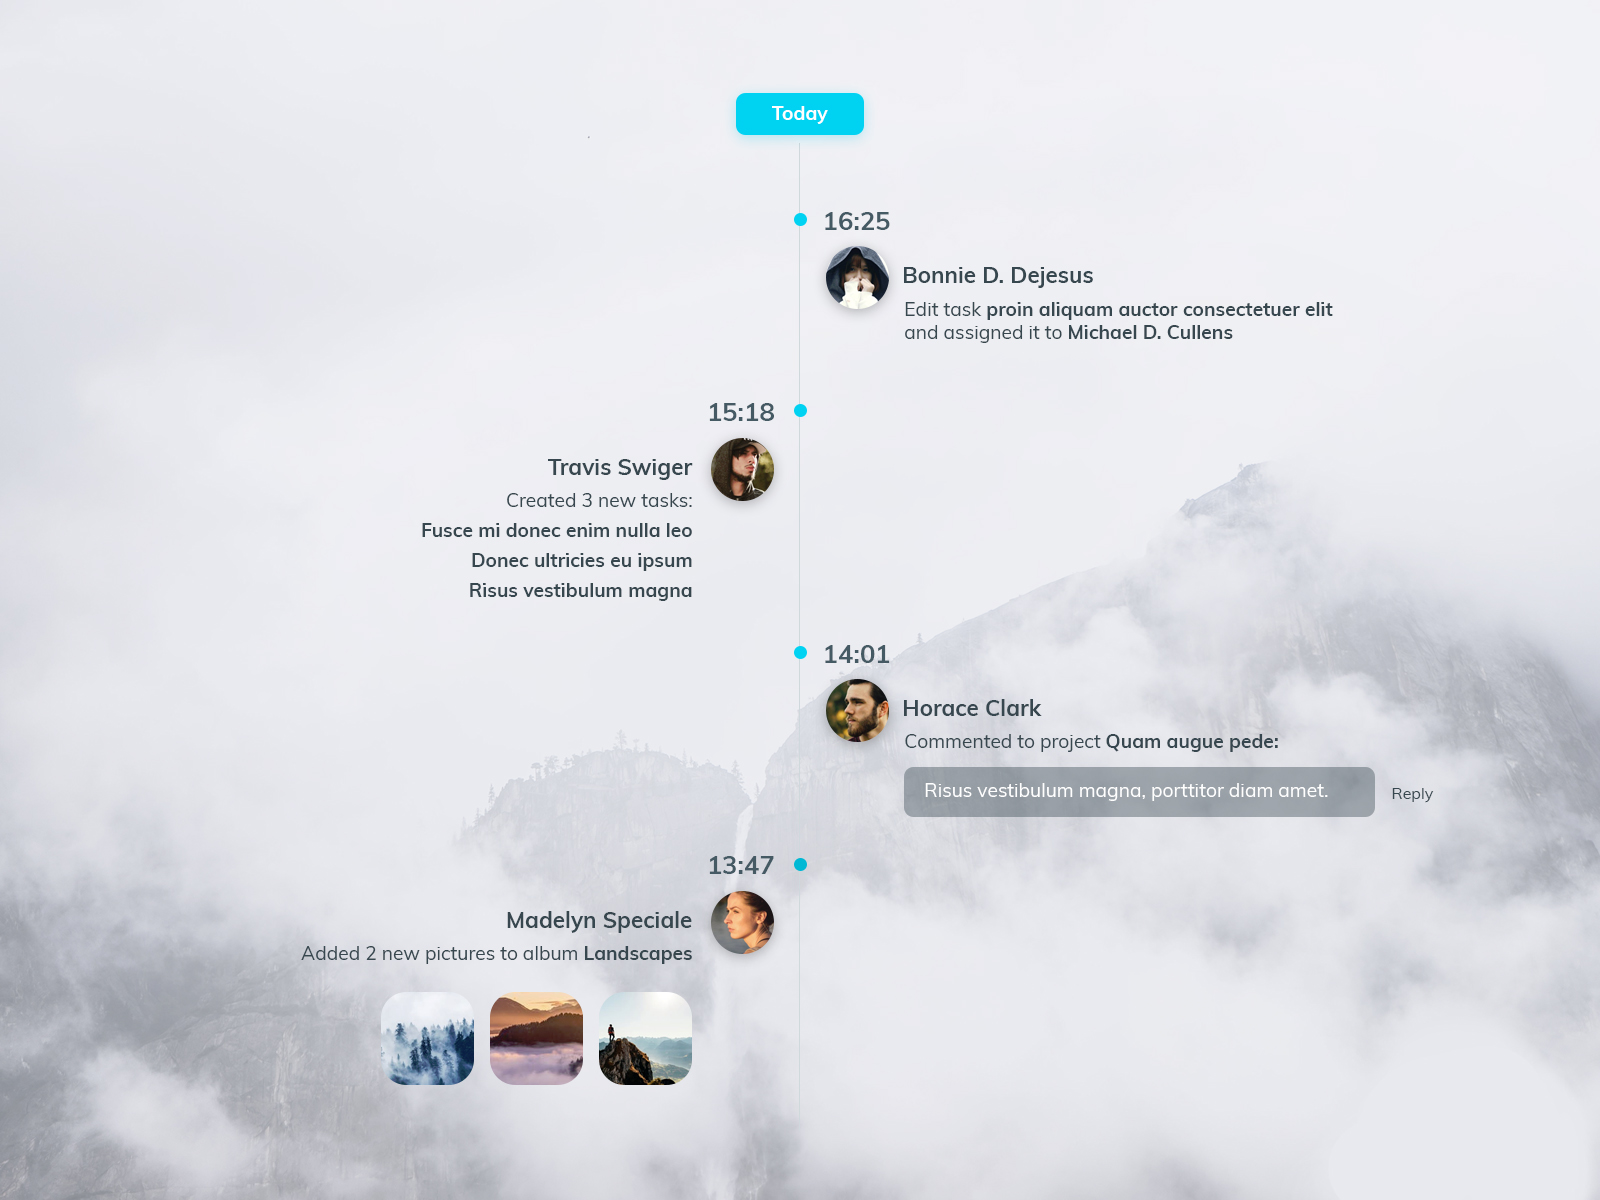 Today
16:25
Bonnie D. Dejesus
Edit task proin aliquam auctor consectetuer elit
and assigned it to Michael D. Cullens
15:18
Travis Swiger
Created 3 new tasks:
Fusce mi donec enim nulla leo
Donec ultricies eu ipsum
Risus vestibulum magna
14:01
Horace Clark
Commented to project Quam augue pede:
Risus vestibulum magna, porttitor diam amet.
Reply
13:47
Madelyn Speciale
Added 2 new pictures to album Landscapes